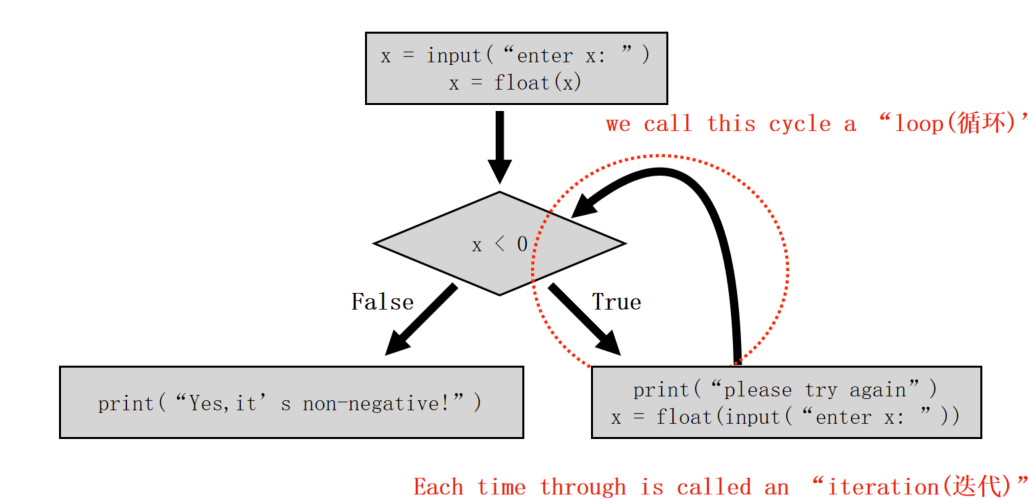 x = input(“enter x: ”)
x = float(x)
we call this cycle a “loop(循环)’
x < 0
False
True
print(“Yes,it’s non-negative!”)
print(“please try again”)
x = float(input(“enter x: ”))
Each time through is called an “iteration(迭代)”